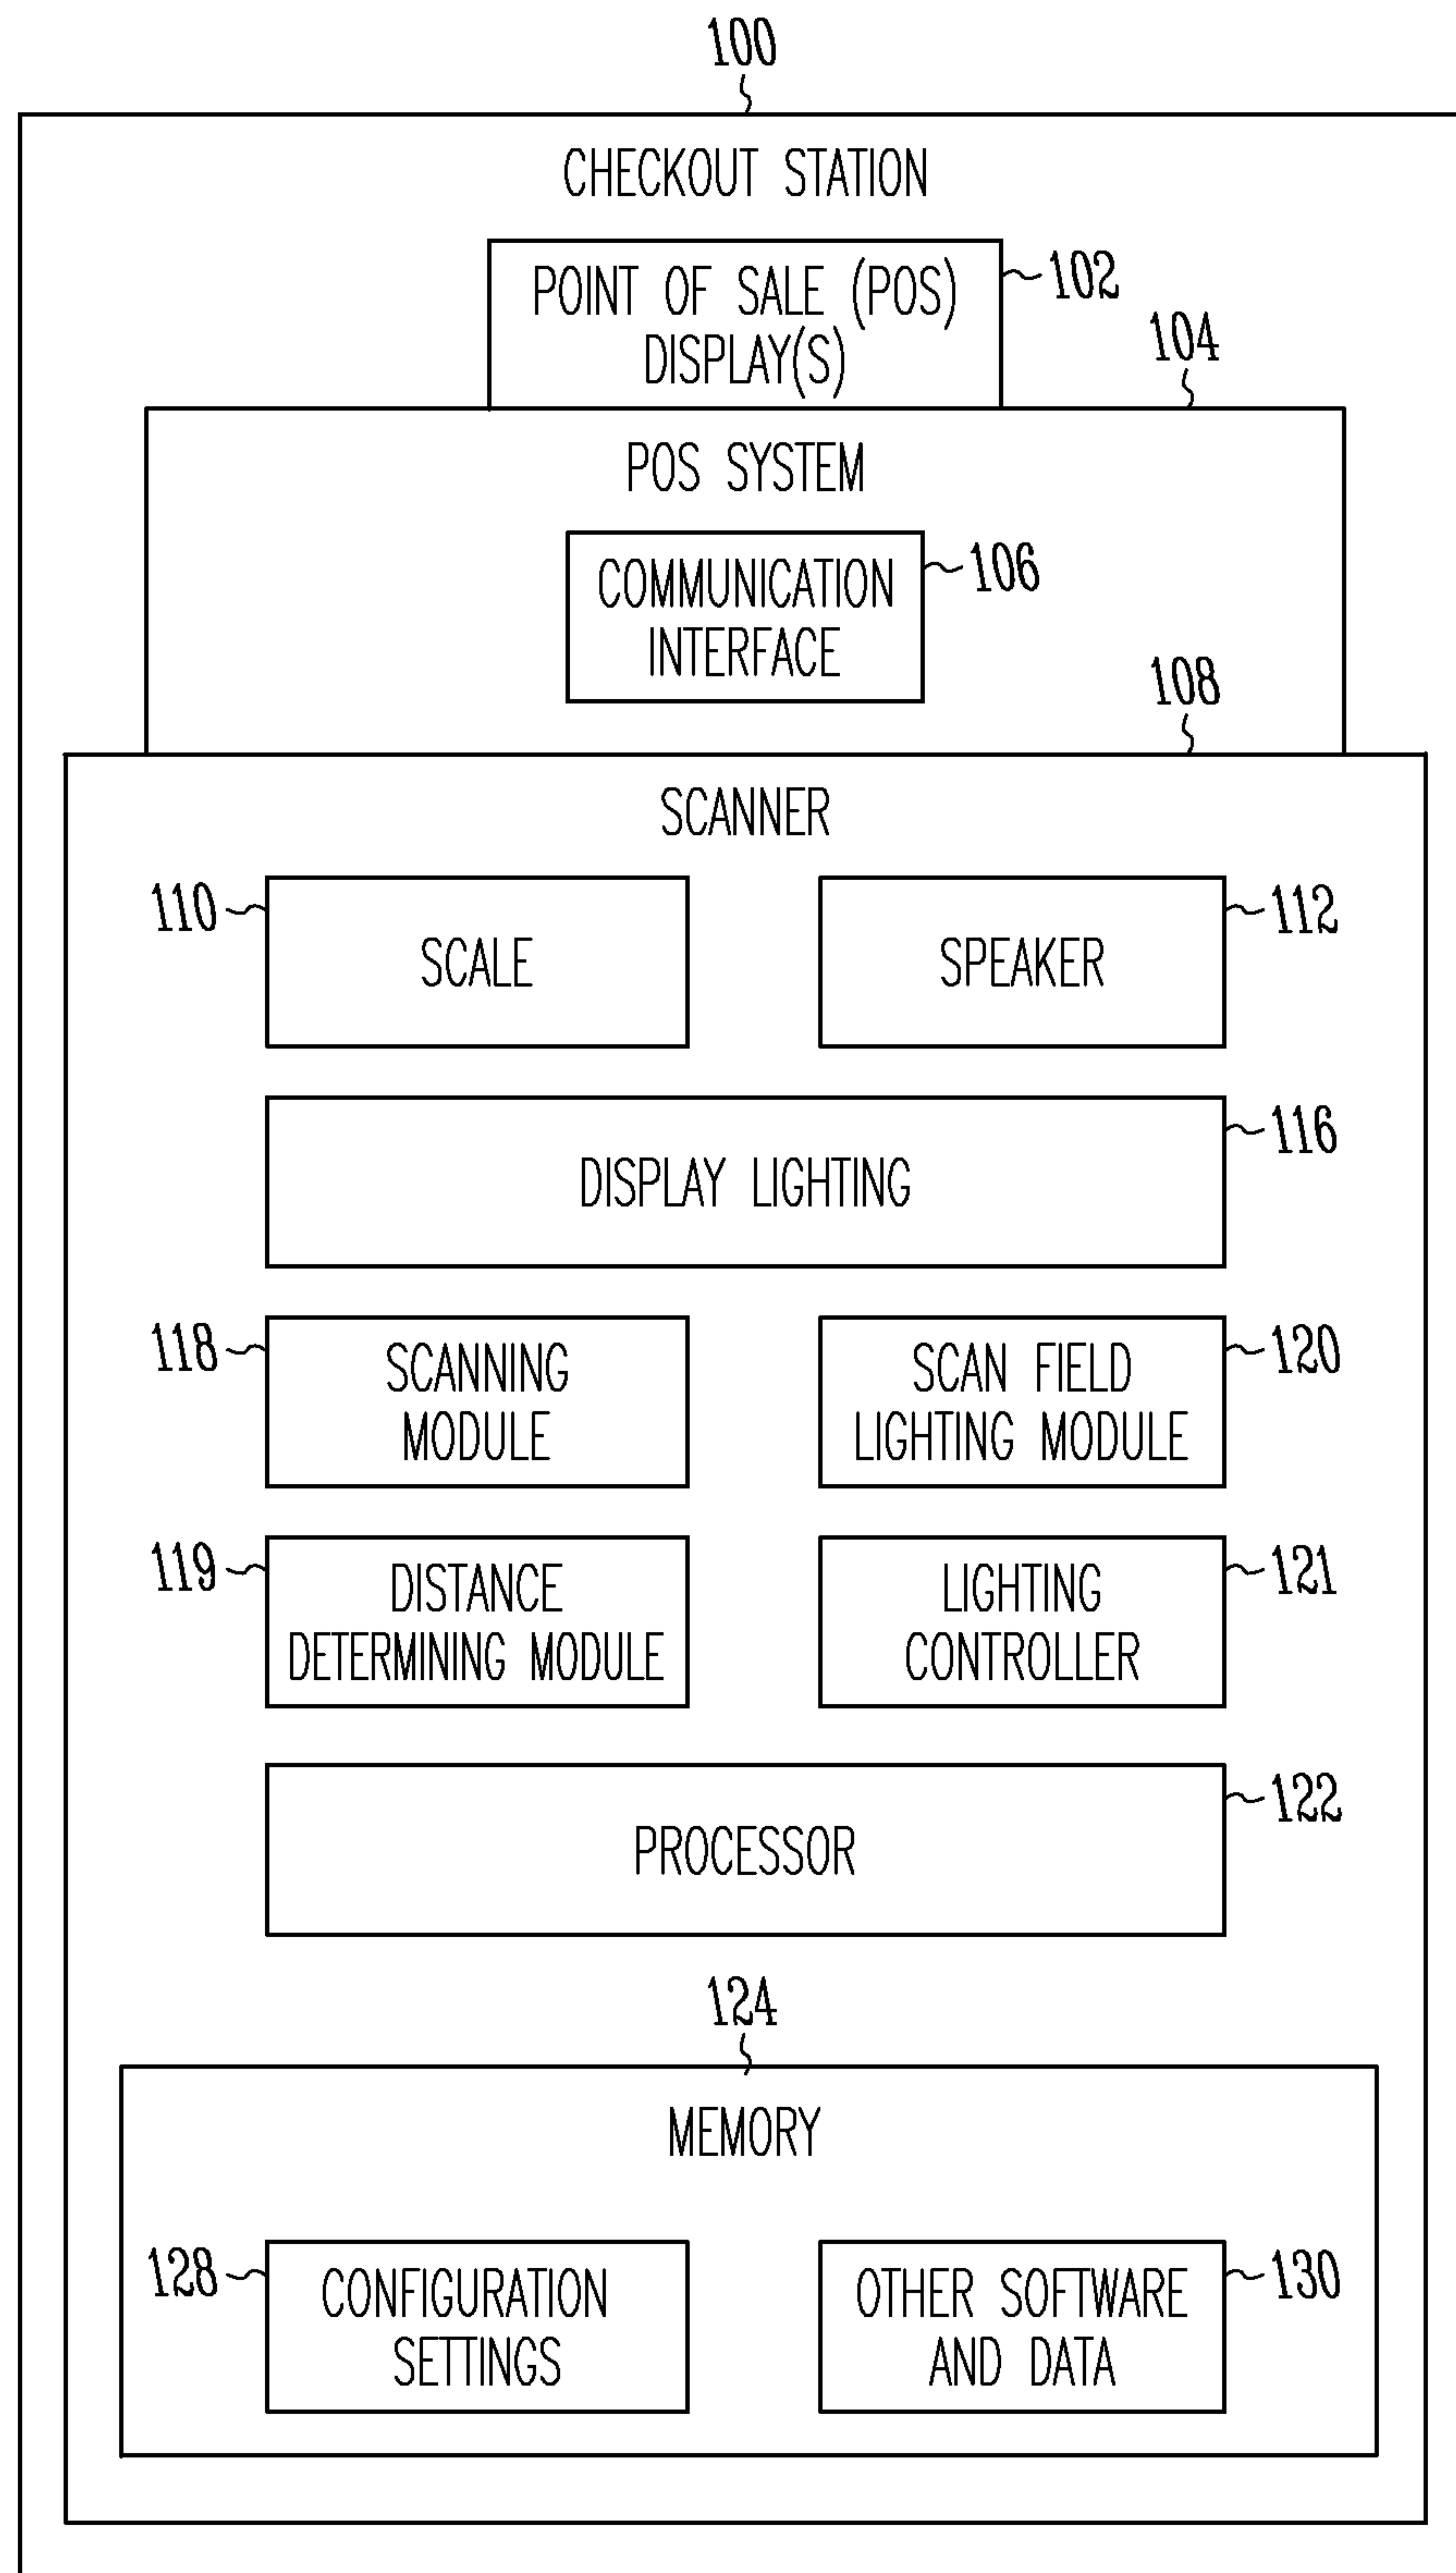 100
CHECKOUT STATION
POINT OF SALE (POS)
DISPLAY(S)
102
104
POS SYSTEM
COMMUNICATION
INTERFACE
106
108
SCANNER
110
SCALE
SPEAKER
112
DISPLAY LIGHTING
116
118
SCANNING
MODULE
SCAN FIELD
LIGHTING MODULE
120
119
DISTANCE
DETERMINING MODULE
LIGHTING
CONTROLLER
121
PROCESSOR
122
124
MEMORY
128
CONFIGURATION
SETTINGS
OTHER SOFTWARE
AND DATA
130